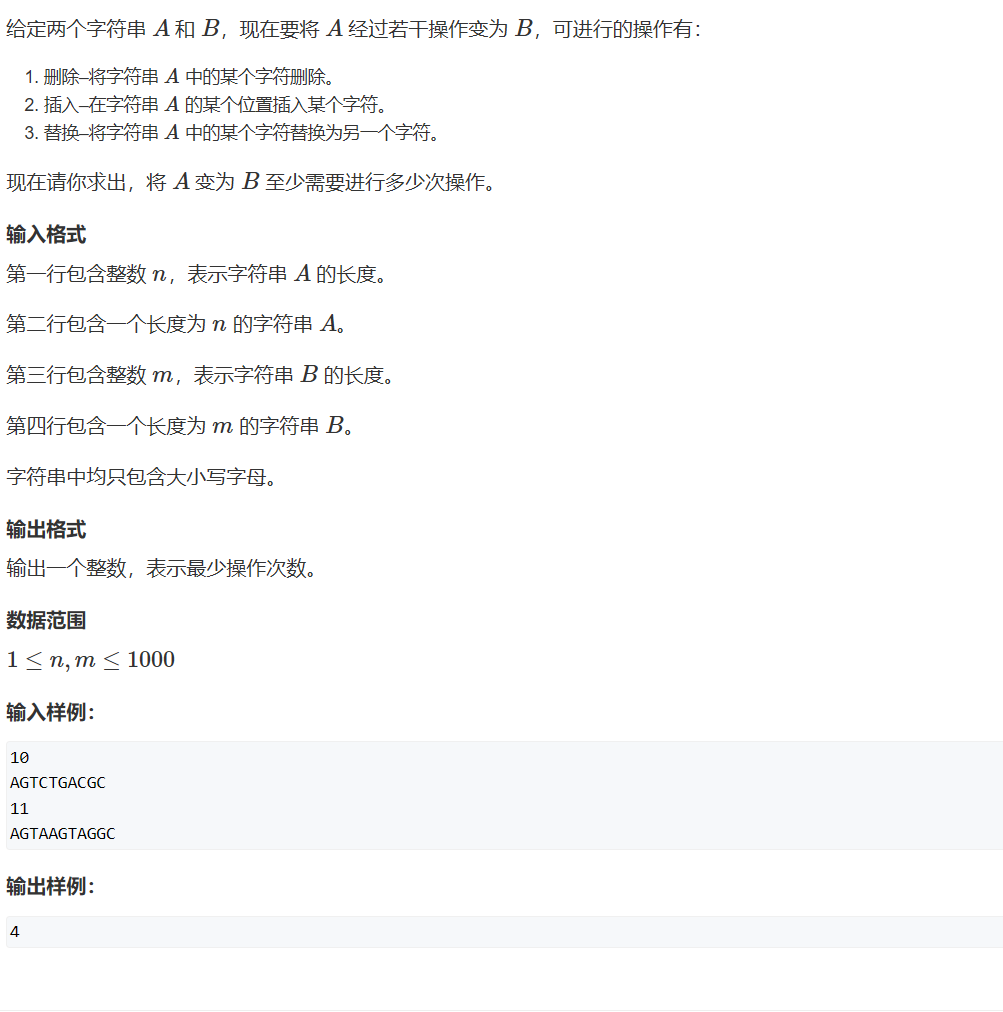 给定两个字符串 A 和 B，现在要将 A 经过若干操作变为 B，可进行的操作有：
1. 删除–将字符串 A 中的某个字符删除。
2. 插入–在字符串 A 的某个位置插入某个字符。
3. 替换–将字符串 A 中的某个字符替换为另一个字符。
现在请你求出，将 A 变为 B 至少需要进行多少次操作。
输入格式
第一行包含整数 n，表示字符串 A 的长度。
第二行包含一个长度为 n 的字符串 A。
第三行包含整数 m，表示字符串 B 的长度。
第四行包含一个长度为 m 的字符串 B。
字符串中均只包含大小写字母。
输出格式
输出一个整数，表示最少操作次数。
数据范围
1 ≤ n, m ≤ 1000
输入样例：
10
AGTCTGACGC
11
AGTAAGTAGGC
输出样例：
4